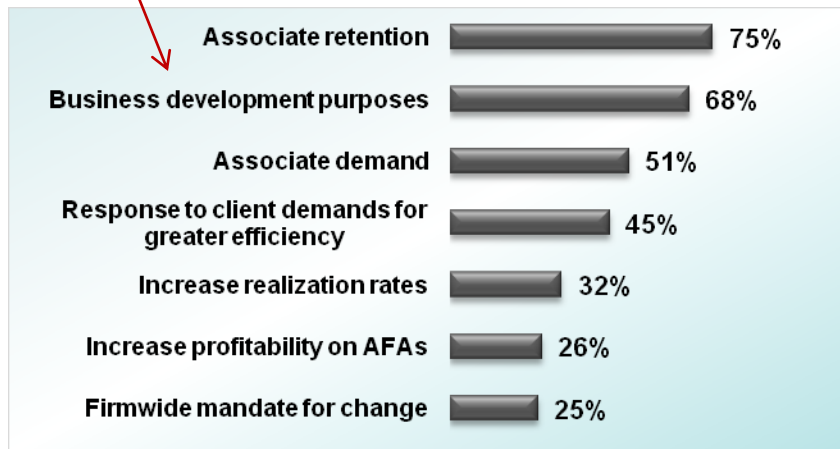 Associate retention 75%
Business development purposes 68%
Associate demand 51%
Response to client demands for
greater efficiency 45%
Increase realization rates 32%
Increase profitability on AFAs 26%
Firmwide mandate for change 25%